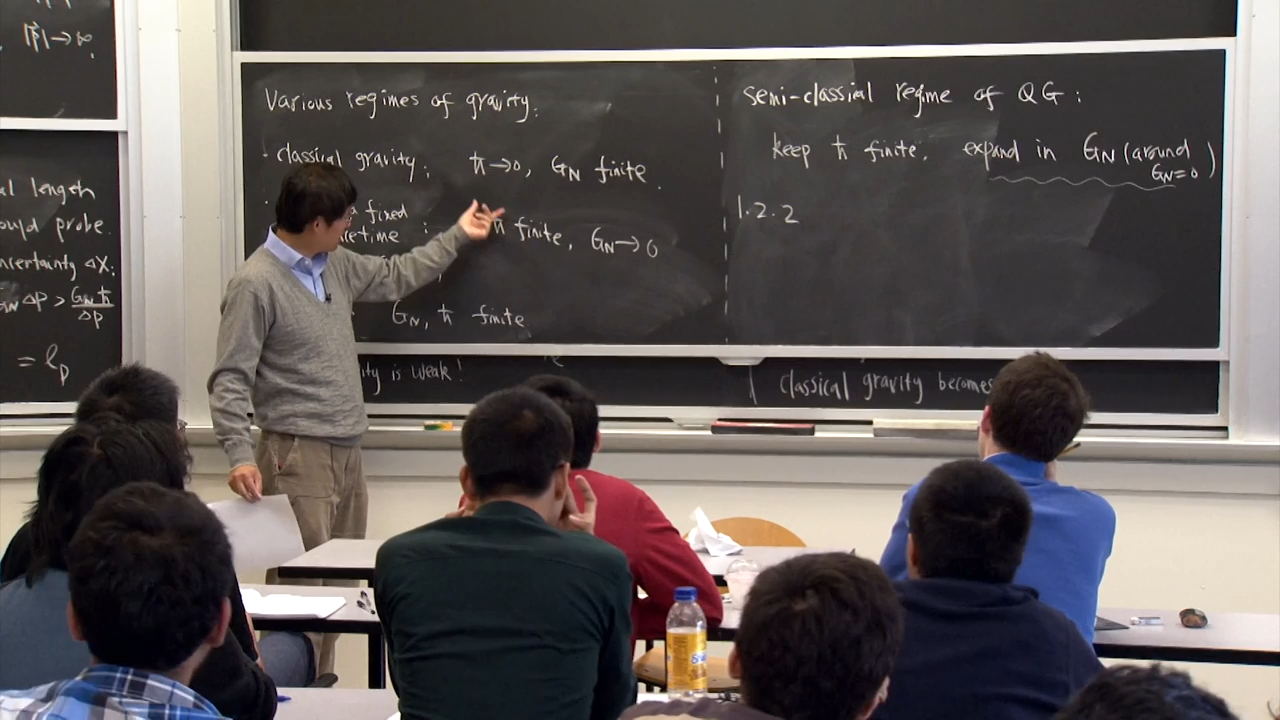 |p⃗| → ∞,
al length
ould probe.
ncertainty ΔX:
G_N ΔP > G_N ħ / ΔP
= l_p
Various regimes of gravity:
· classical gravity: ħ → 0, G_N finite.
fixed
etime : ħ finite, G_N → 0
G_N, ħ finite
ity is weak!
semi-classical regime of QG:
keep ħ finite. expand in G_N (around G_N=0)
1.2.2
classical gravity becomes